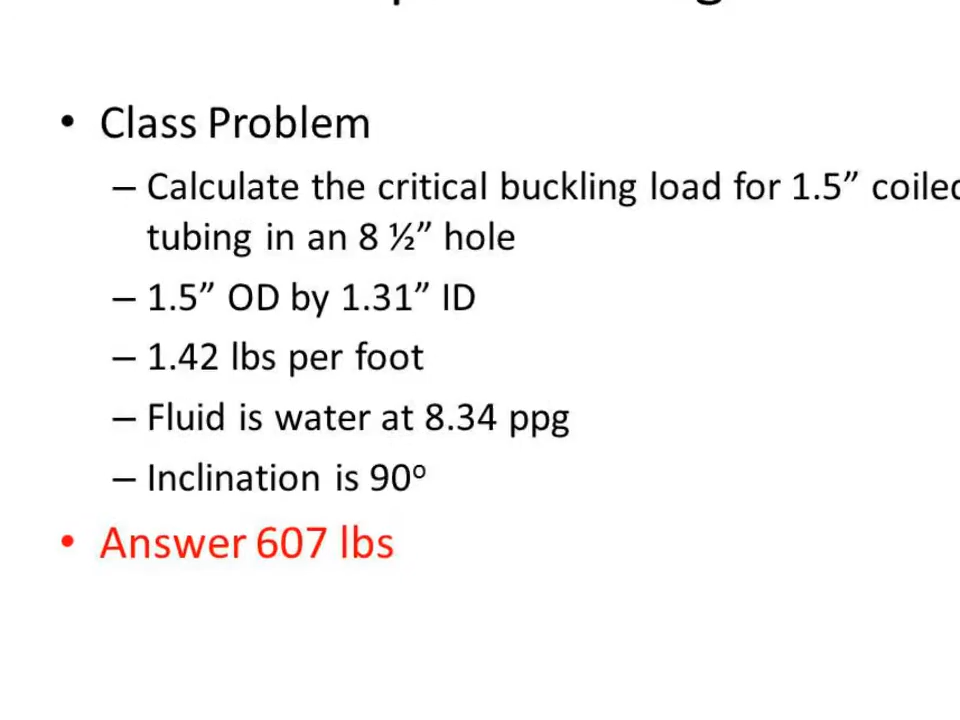 • Class Problem
– Calculate the critical buckling load for 1.5” coiled
tubing in an 8 ½” hole
– 1.5” OD by 1.31” ID
– 1.42 lbs per foot
– Fluid is water at 8.34 ppg
– Inclination is 90º
• Answer 607 lbs